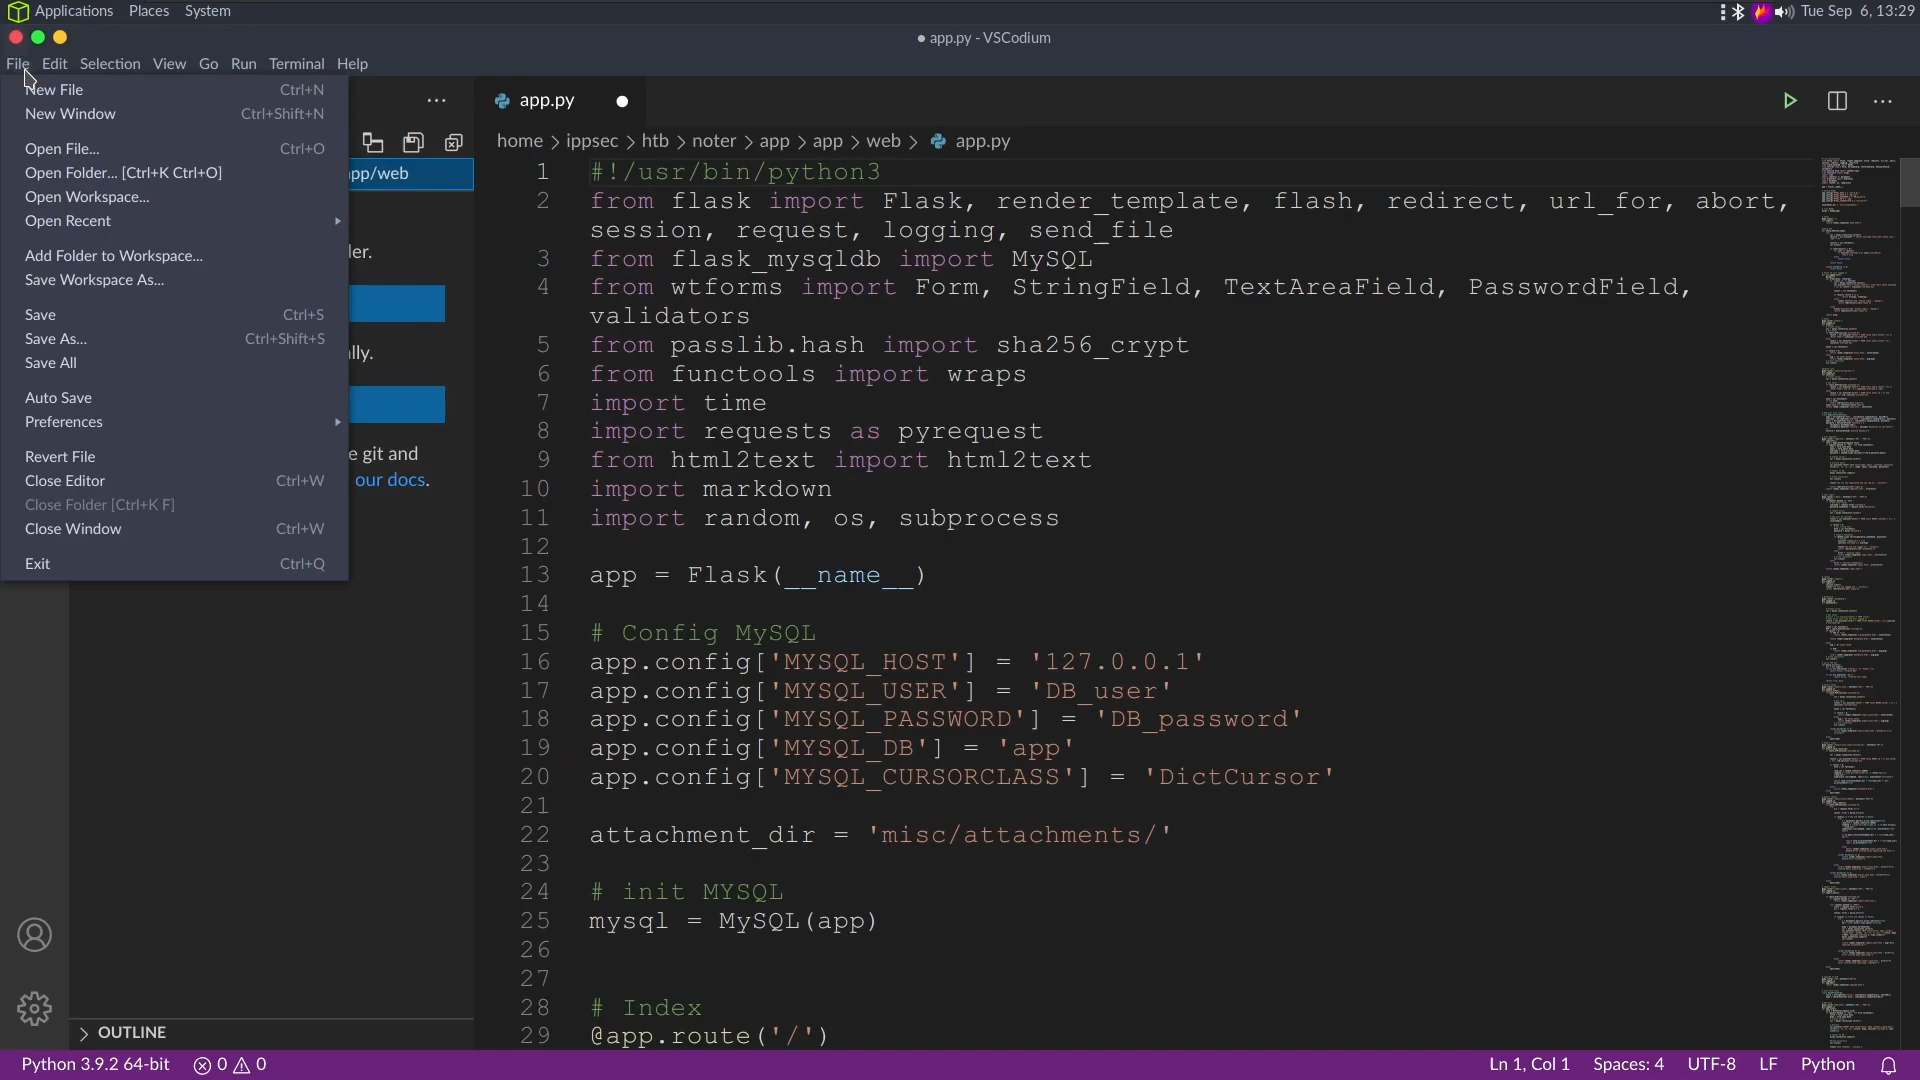 Applications Places System
Tue Sep 6, 13:29
● app.py - VSCodium
File Edit Selection View Go Run Terminal Help
New File Ctrl+N
New Window Ctrl+Shift+N
Open File... Ctrl+O
Open Folder... [Ctrl+K Ctrl+O]
Open Workspace...
Open Recent
Add Folder to Workspace...
Save Workspace As...
Save Ctrl+S
Save As... Ctrl+Shift+S
Save All
Auto Save
Preferences
Revert File
Close Editor Ctrl+W
Close Folder [Ctrl+K F]
Close Window Ctrl+W
Exit Ctrl+Q
pp/web
ler.
lly.
e git and
our docs.
OUTLINE
app.py
home > ippsec > htb > noter > app > app > web > app.py
1 #!/usr/bin/python3
2 from flask import Flask, render_template, flash, redirect, url_for, abort,
session, request, logging, send_file
3 from flask_mysqldb import MySQL
4 from wtforms import Form, StringField, TextAreaField, PasswordField,
validators
5 from passlib.hash import sha256_crypt
6 from functools import wraps
7 import time
8 import requests as pyrequest
9 from html2text import html2text
10 import markdown
11 import random, os, subprocess
12
13 app = Flask(__name__)
14
15 # Config MySQL
16 app.config['MYSQL_HOST'] = '127.0.0.1'
17 app.config['MYSQL_USER'] = 'DB_user'
18 app.config['MYSQL_PASSWORD'] = 'DB_password'
19 app.config['MYSQL_DB'] = 'app'
20 app.config['MYSQL_CURSORCLASS'] = 'DictCursor'
21
22 attachment_dir = 'misc/attachments/'
23
24 # init MYSQL
25 mysql = MySQL(app)
26
27
28 # Index
29 @app.route('/')
Python 3.9.2 64-bit 0 0
Ln 1, Col 1 Spaces: 4 UTF-8 LF Python